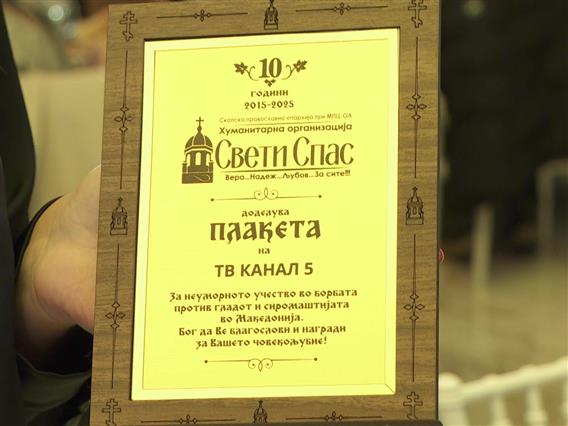 10
години
2015-2025
Скопска православна епархија при МПЦ-ОА
Хуманитарна организација
Свети Спас
Вера...Надеж...Љубов...За сите!!!
доделува
ПЛАКЕТА
на
ТВ КАНАЛ 5
За неуморното учество во борбата
против гладот и сиромаштијата
во Македонија.
Бог да Ве благослови и награди
за Вашето човекољубие!